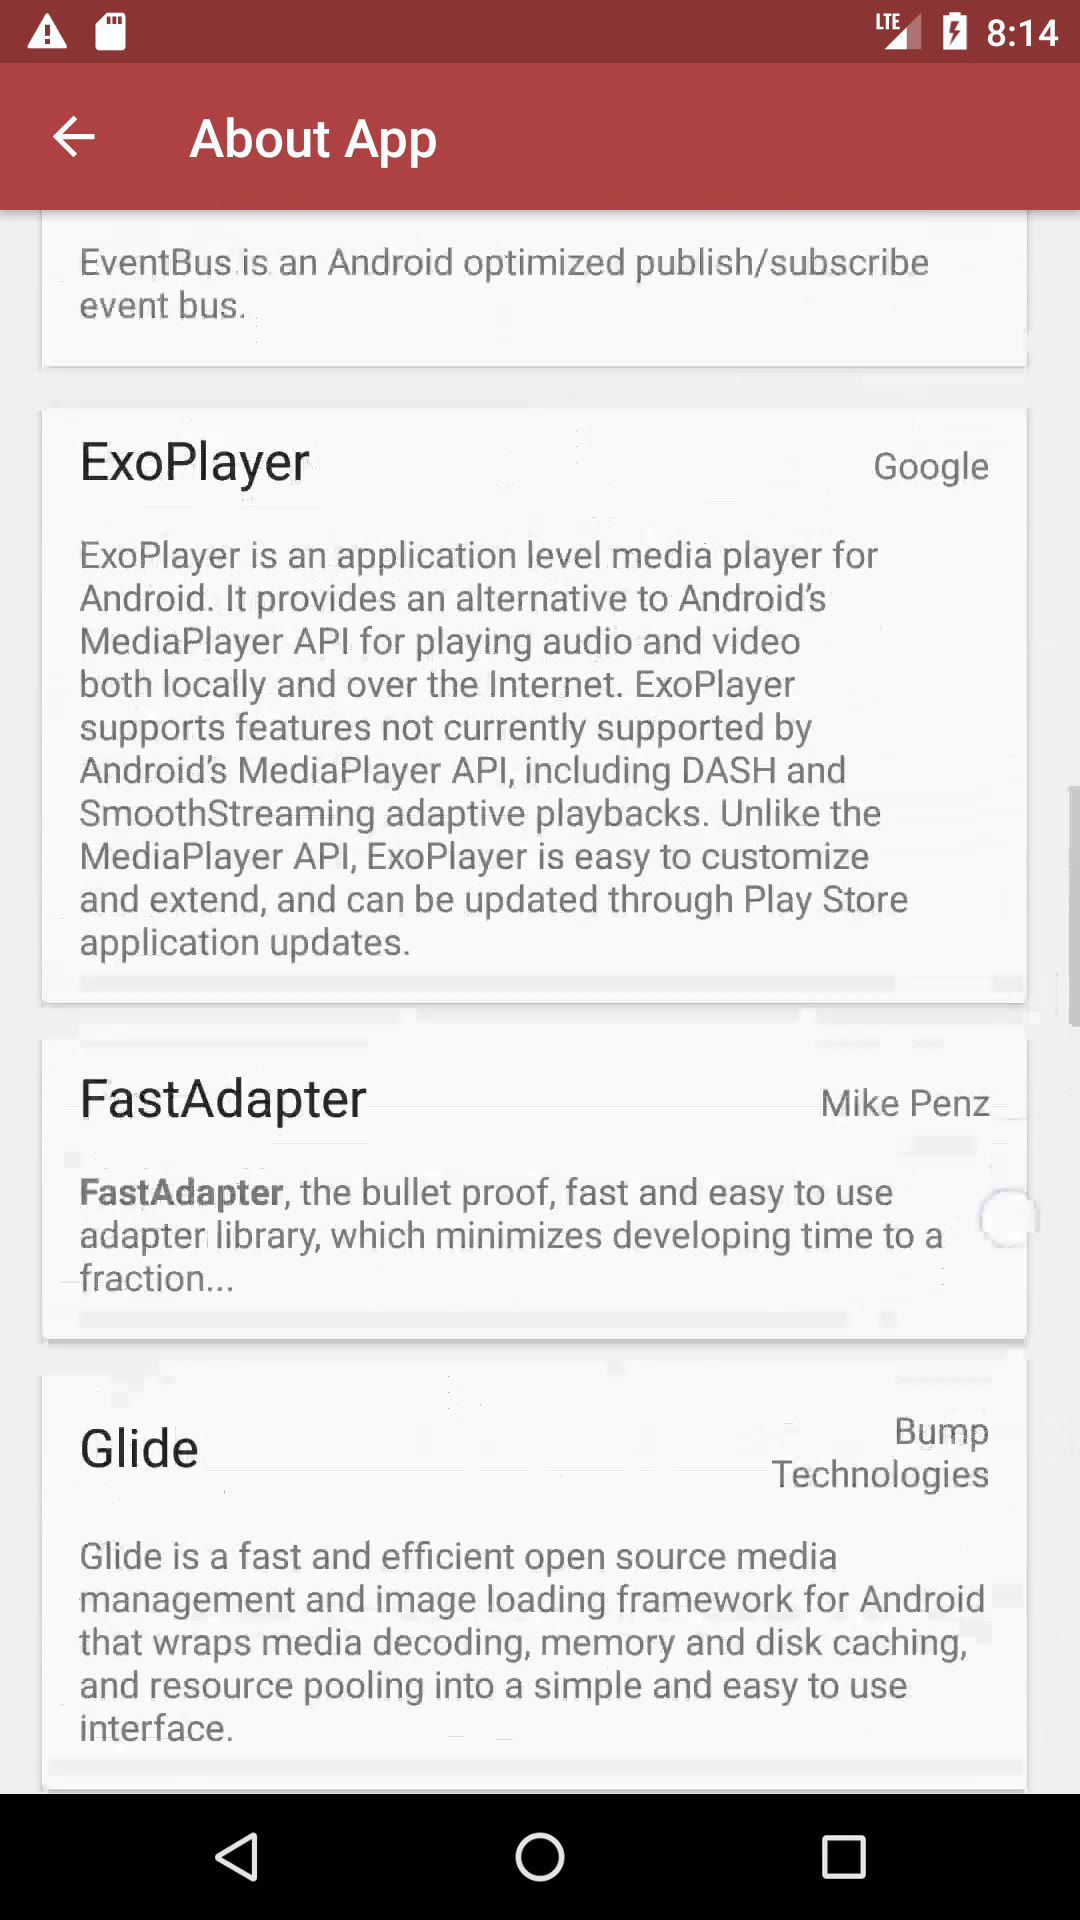 LTE 8:14
About App
EventBus is an Android optimized publish/subscribe
event bus.
ExoPlayer Google
ExoPlayer is an application level media player for
Android. It provides an alternative to Android’s
MediaPlayer API for playing audio and video
both locally and over the Internet. ExoPlayer
supports features not currently supported by
Android’s MediaPlayer API, including DASH and
SmoothStreaming adaptive playbacks. Unlike the
MediaPlayer API, ExoPlayer is easy to customize
and extend, and can be updated through Play Store
application updates.
FastAdapter Mike Penz
FastAdapter, the bullet proof, fast and easy to use
adapter library, which minimizes developing time to a
fraction...
Glide Bump
Technologies
Glide is a fast and efficient open source media
management and image loading framework for Android
that wraps media decoding, memory and disk caching,
and resource pooling into a simple and easy to use
interface.